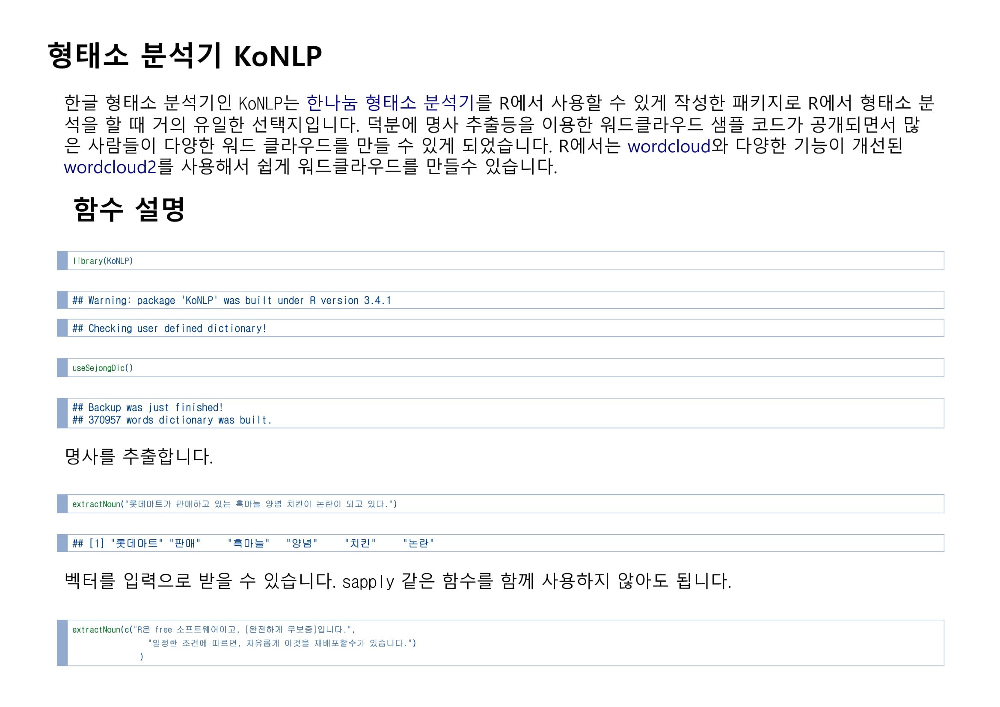 형태소 분석기 KoNLP
한글 형태소 분석기인 KoNLP는 한나눔 형태소 분석기를 R에서 사용할 수 있게 작성한 패키지로 R에서 형태소 분
석을 할 때 거의 유일한 선택지입니다. 덕분에 명사 추출등을 이용한 워드클라우드 샘플 코드가 공개되면서 많
은 사람들이 다양한 워드 클라우드를 만들 수 있게 되었습니다. R에서는 wordcloud와 다양한 기능이 개선된
wordcloud2를 사용해서 쉽게 워드클라우드를 만들수 있습니다.
함수 설명
library(KoNLP)
## Warning: package 'KoNLP' was built under R version 3.4.1
## Checking user defined dictionary!
useSejongDic()
## Backup was just finished!
## 370957 words dictionary was built.
명사를 추출합니다.
extractNoun("롯데마트가 판매하고 있는 흑마늘 양념 치킨이 논란이 되고 있다.")
## [1] "롯데마트" "판매"     "흑마늘"   "양념"     "치킨"     "논란"
벡터를 입력으로 받을 수 있습니다. sapply 같은 함수를 함께 사용하지 않아도 됩니다.
extractNoun(c("R은 free 소프트웨어이고, [완전하게 무보증]입니다.",
"일정한 조건에 따르면, 자유롭게 이것을 재배포할수가 있습니다.")
)